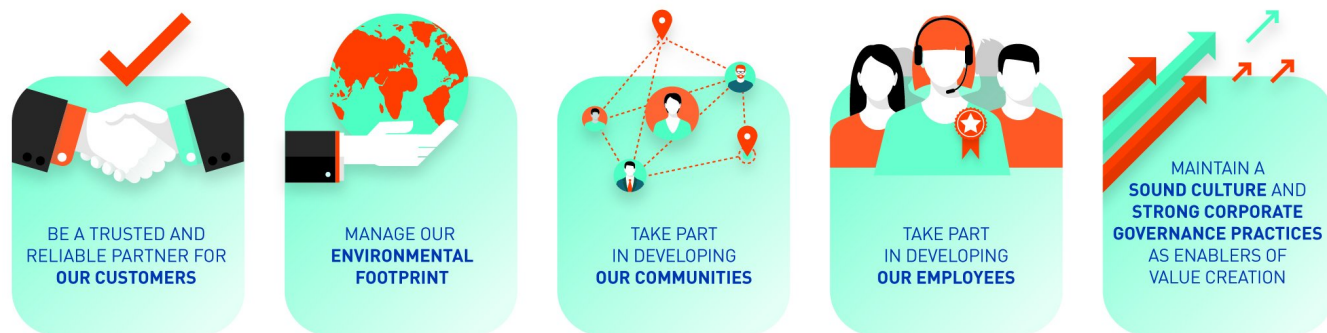 BE A TRUSTED AND
RELIABLE PARTNER FOR
OUR CUSTOMERS
MANAGE OUR
ENVIRONMENTAL
FOOTPRINT
TAKE PART
IN DEVELOPING
OUR COMMUNITIES
TAKE PART
IN DEVELOPING
OUR EMPLOYEES
MAINTAIN A
SOUND CULTURE AND
STRONG CORPORATE
GOVERNANCE PRACTICES
AS ENABLERS OF
VALUE CREATION